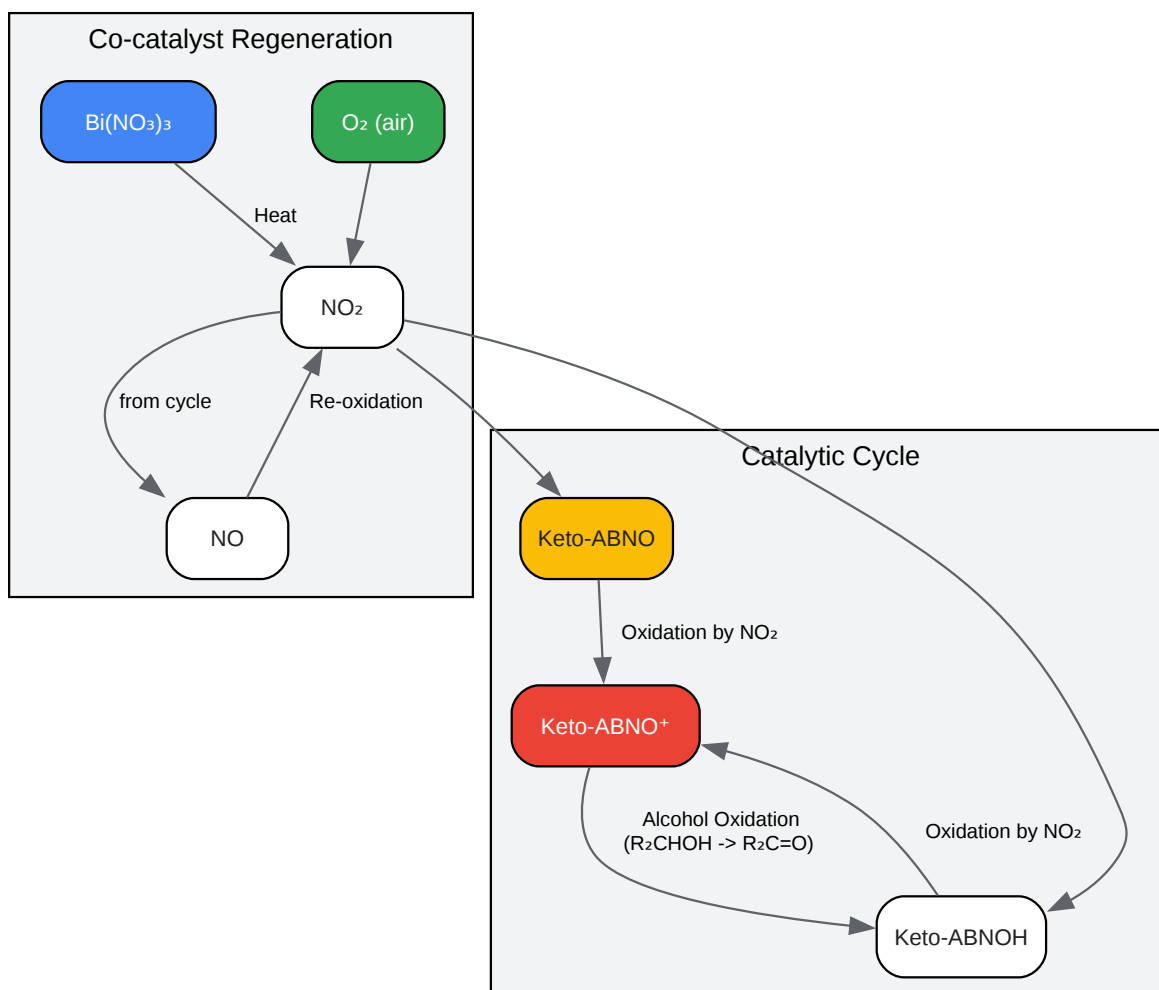 Co-catalyst Regeneration
Bi(NO₃)₃
O₂ (air)
Heat
NO₂
from cycle
Re-oxidation
NO
Catalytic Cycle
Keto-ABNO
Oxidation by NO₂
Keto-ABNO⁺
Alcohol Oxidation
(R₂CHOH -> R₂C=O)
Oxidation by NO₂
Keto-ABNOH